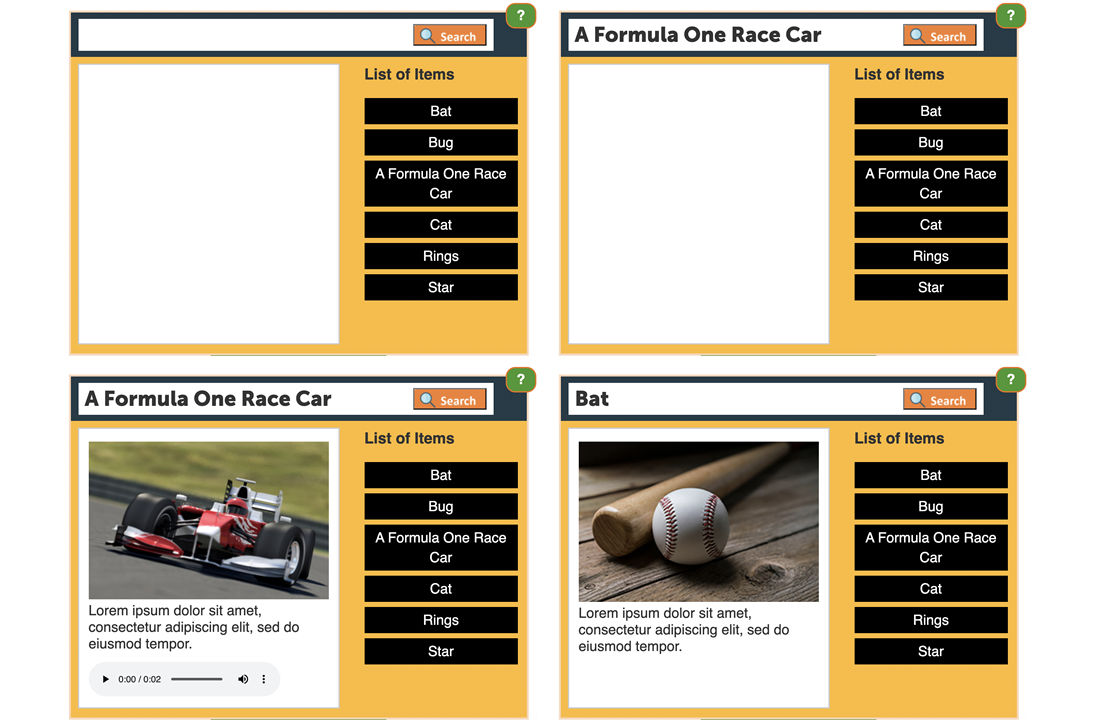 ?
Search
List of Items
Bat
Bug
A Formula One Race
Car
Cat
Rings
Star
?
A Formula One Race Car
Search
List of Items
Bat
Bug
A Formula One Race
Car
Cat
Rings
Star
?
A Formula One Race Car
Search
List of Items
Bat
Bug
A Formula One Race
Car
Cat
Rings
Star
Lorem ipsum dolor sit amet,
consectetur adipiscing elit, sed do
eiusmod tempor.
0:00 / 0:02
?
Bat
Search
List of Items
Bat
Bug
A Formula One Race
Car
Cat
Rings
Star
Lorem ipsum dolor sit amet,
consectetur adipiscing elit, sed do
eiusmod tempor.